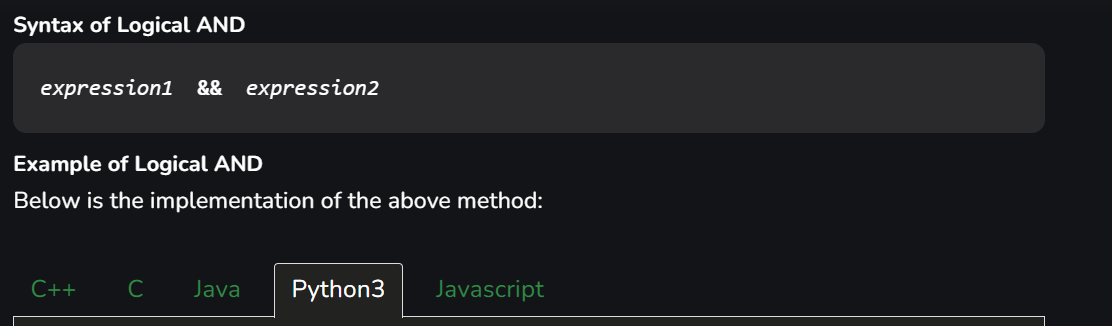 Syntax of Logical AND
expression1 && expression2
Example of Logical AND
Below is the implementation of the above method:
C++ C Java Python3 Javascript